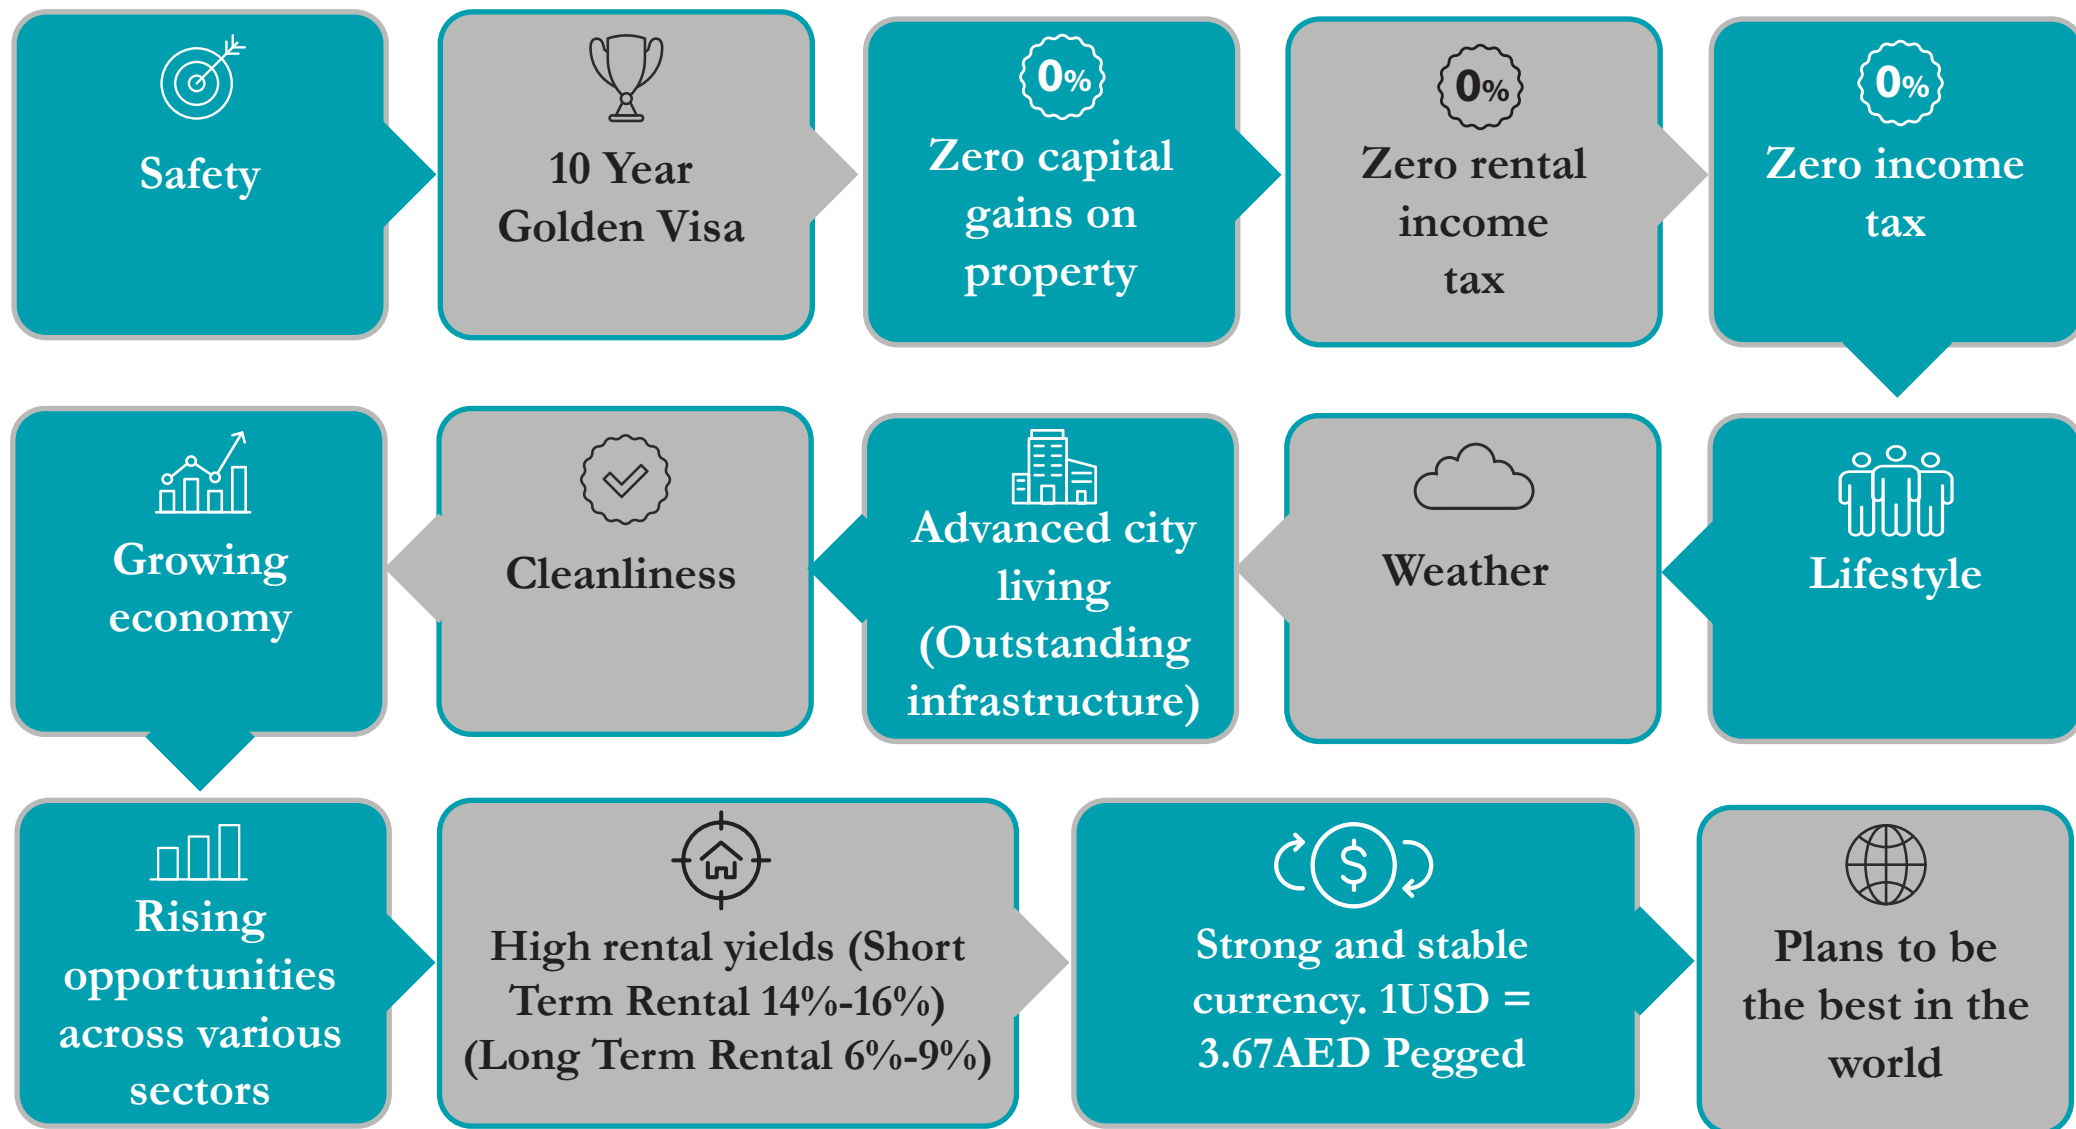 Safety
10 Year
Golden Visa
0%
Zero capital
gains on
property
0%
Zero rental
income
tax
0%
Zero income
tax
Lifestyle
Weather
Advanced city
living
(Outstanding
infrastructure)
Cleanliness
Growing
economy
Rising
opportunities
across various
sectors
High rental yields (Short
Term Rental 14%-16%)
(Long Term Rental 6%-9%)
$
Strong and stable
currency. 1USD =
3.67AED Pegged
Plans to be
the best in the
world